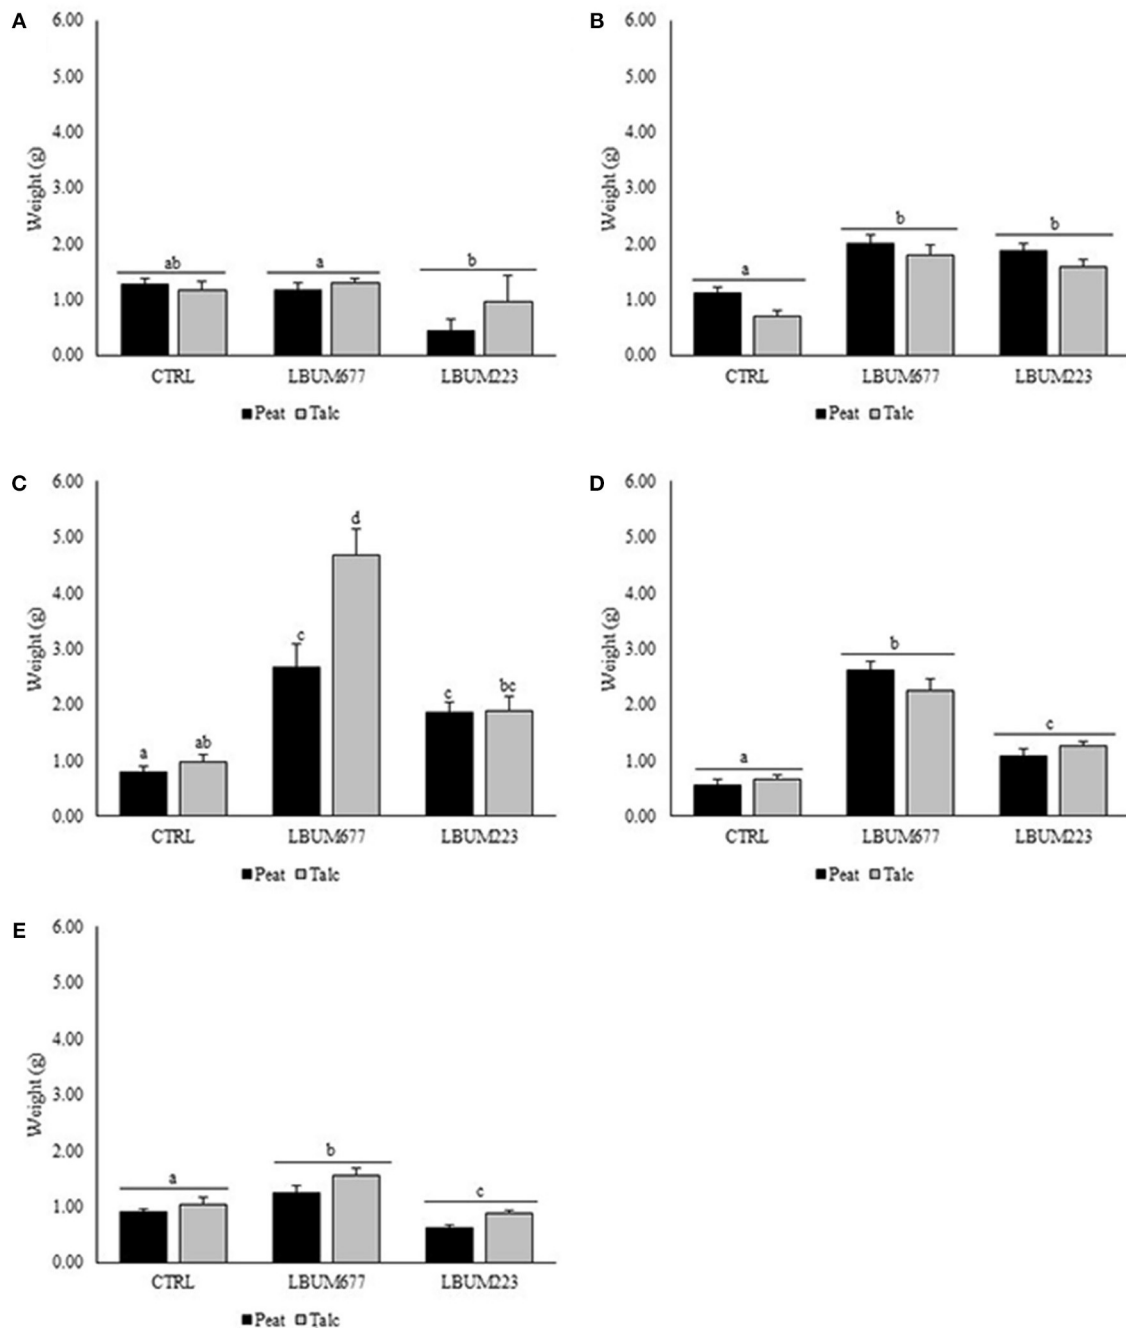 A
6.00
5.00
4.00
3.00
2.00
1.00
0.00
Weight (g)
ab
a
b
CTRL
LBUM677
LBUM223
Peat Talc
B
6.00
5.00
4.00
3.00
2.00
1.00
0.00
Weight (g)
a
b
b
CTRL
LBUM677
LBUM223
Peat Talc
C
6.00
5.00
4.00
3.00
2.00
1.00
0.00
Weight (g)
a
ab
c
d
c
bc
CTRL
LBUM677
LBUM223
Peat Talc
D
6.00
5.00
4.00
3.00
2.00
1.00
0.00
Weight (g)
a
b
c
CTRL
LBUM677
LBUM223
Peat Talc
E
6.00
5.00
4.00
3.00
2.00
1.00
0.00
Weight (g)
a
b
c
CTRL
LBUM677
LBUM223
Peat Talc